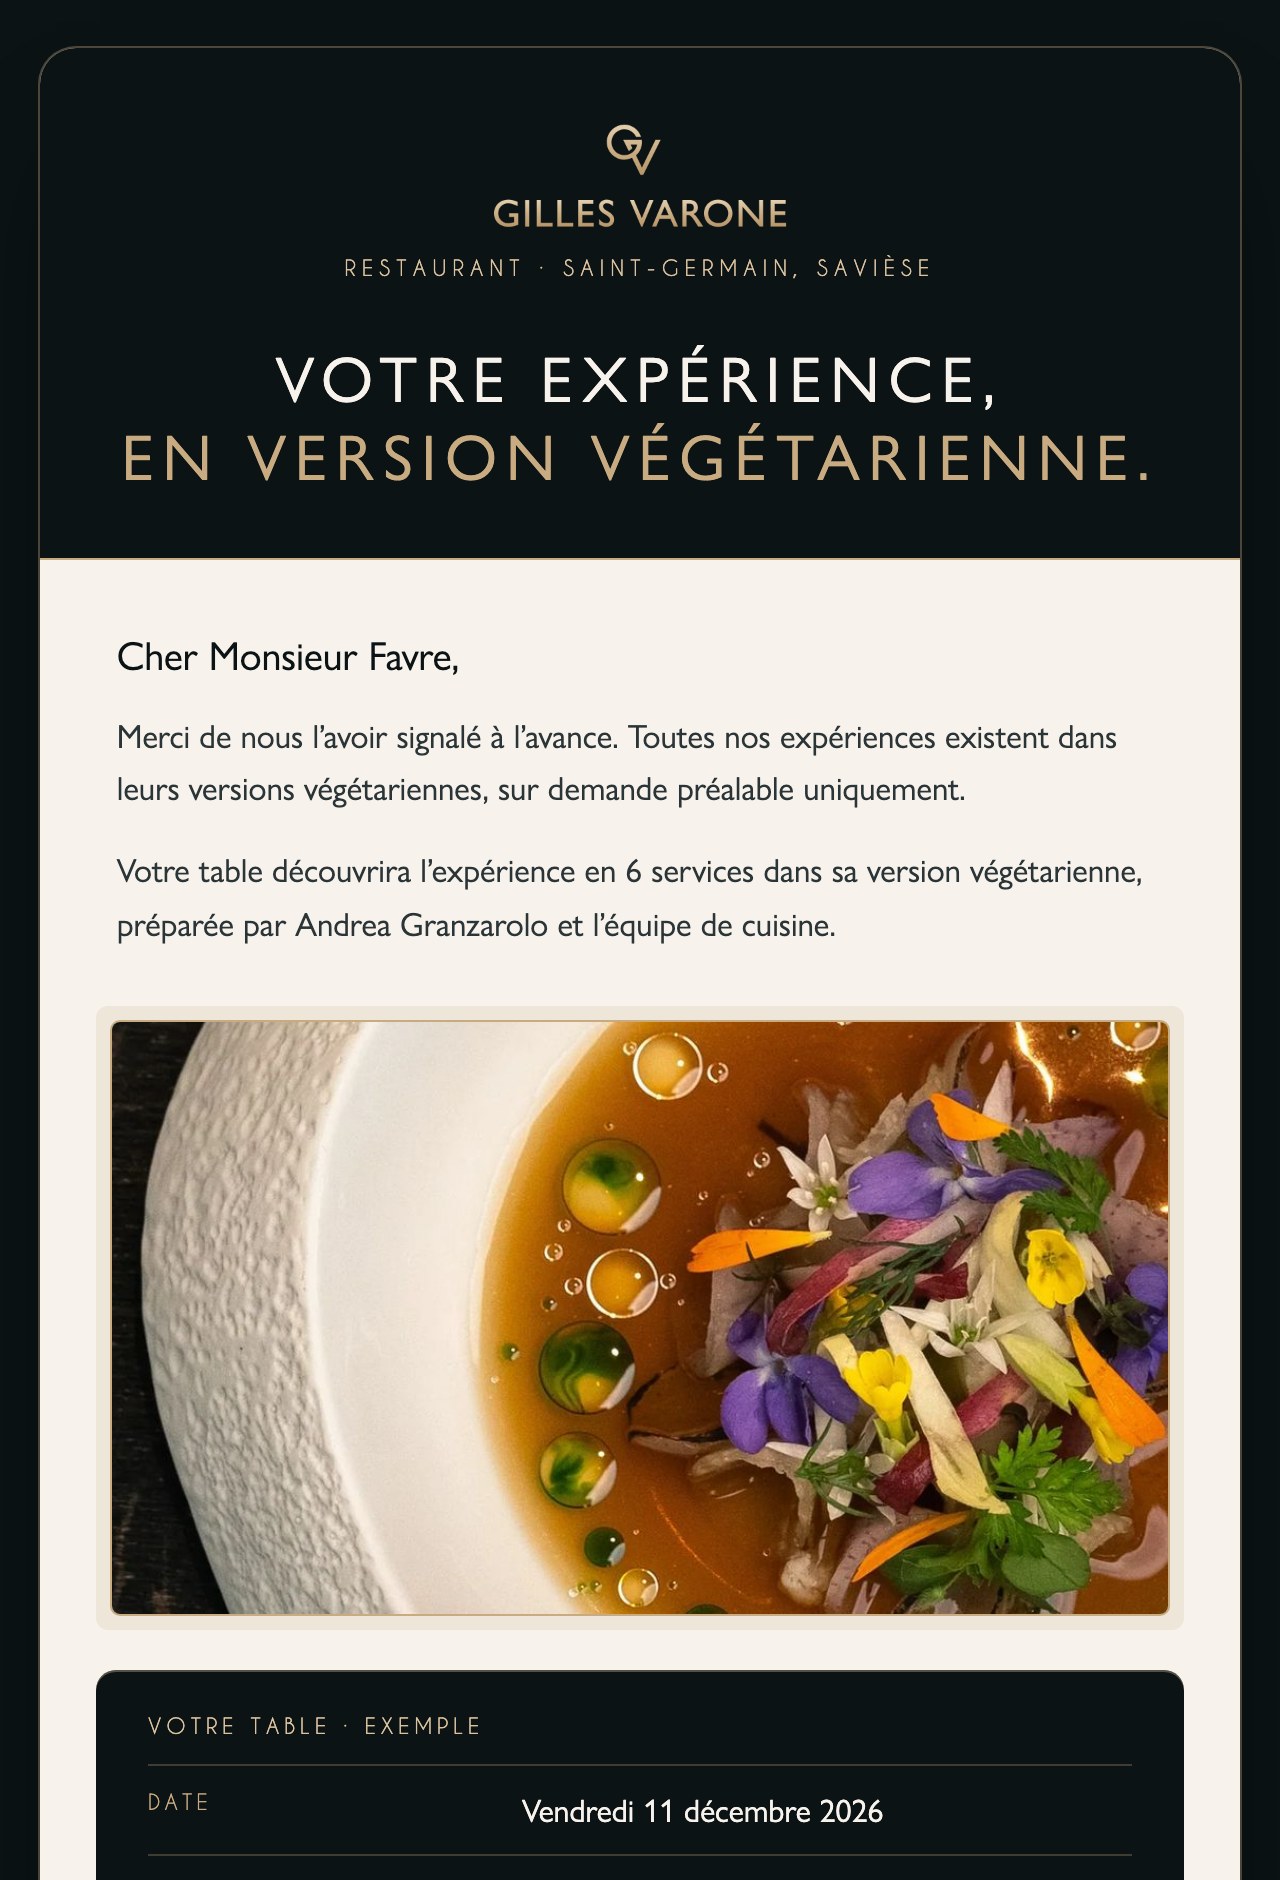 GV
GILLES VARONE
RESTAURANT · SAINT-GERMAIN, SAVIÈSE
VOTRE EXPÉRIENCE,
EN VERSION VÉGÉTARIENNE.
Cher Monsieur Favre,
Merci de nous l’avoir signalé à l’avance. Toutes nos expériences existent dans
leurs versions végétariennes, sur demande préalable uniquement.
Votre table découvrira l’expérience en 6 services dans sa version végétarienne,
préparée par Andrea Granzarolo et l’équipe de cuisine.
VOTRE TABLE · EXEMPLE
DATE Vendredi 11 décembre 2026